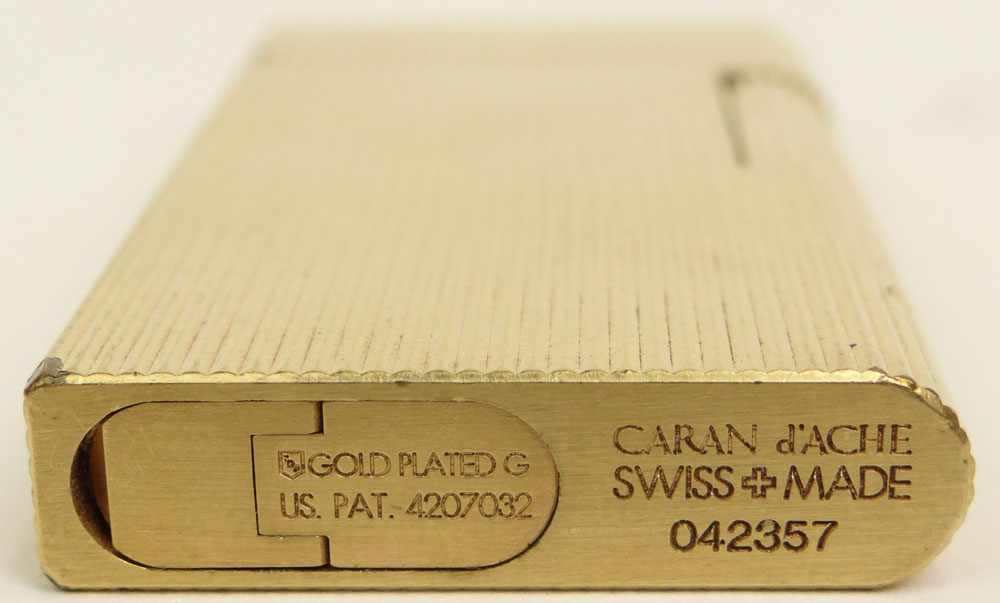 GOLD PLATED G
US. PAT. 4207032
CARAN d'ACHE
SWISS MADE
042357